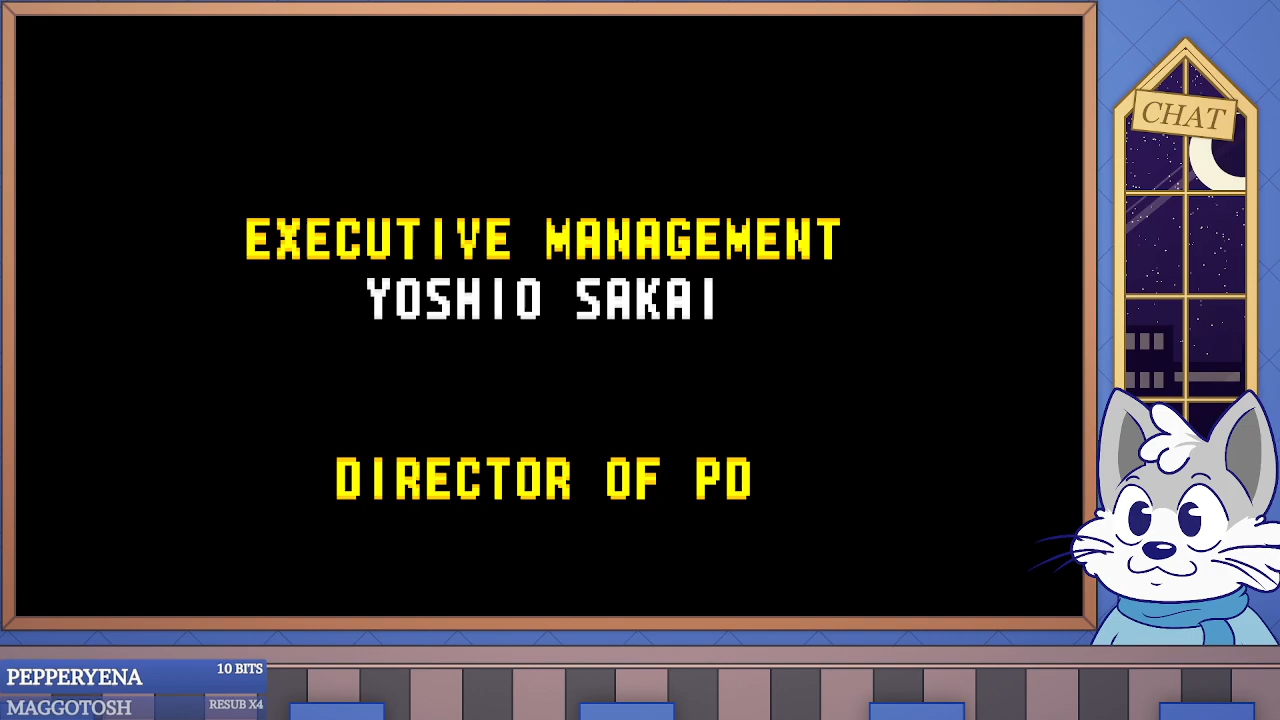 EXECUTIVE MANAGEMENT
YOSHIO SAKAI
DIRECTOR OF PD
CHAT
PEPPERYENA 10 BITS
MAGGOTOSH RESUB X4